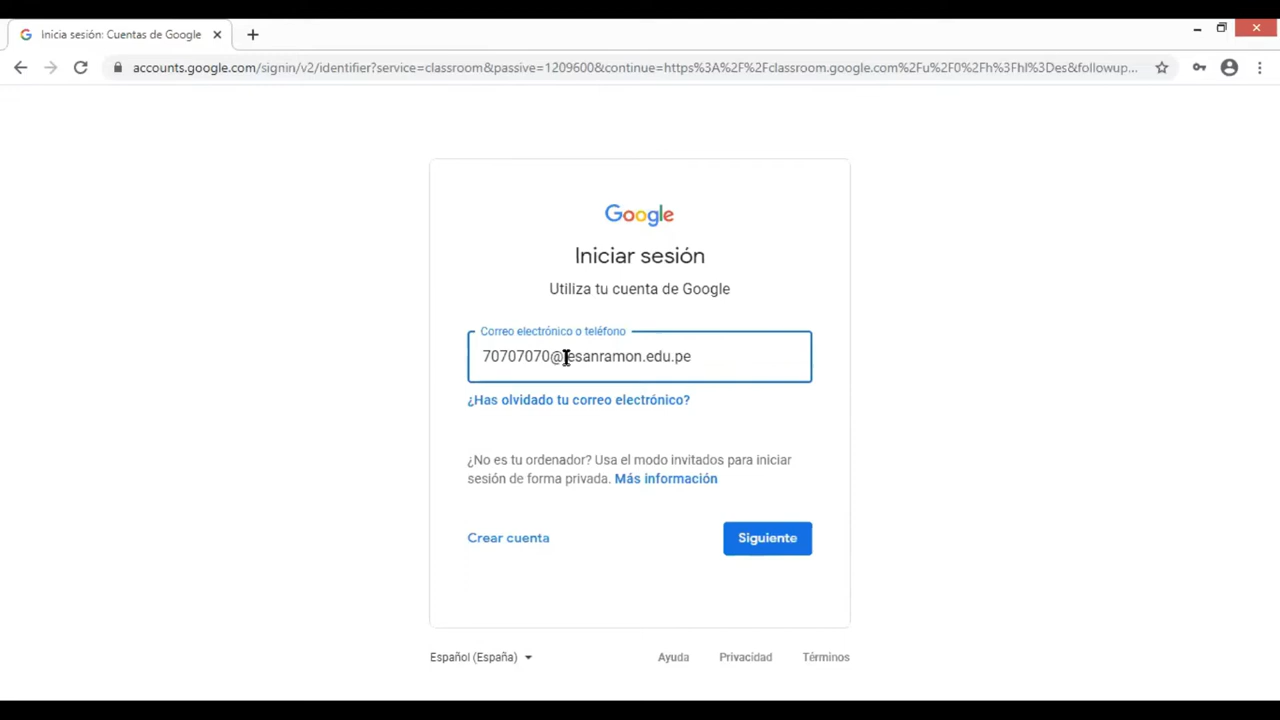 Inicia sesión: Cuentas de Google
accounts.google.com/signin/v2/identifier?service=classroom&passive=1209600&continue=https%3A%2F%2Fclassroom.google.com%2Fu%2F0%2Fh%3Fhl%3Des&followup...
Google
Iniciar sesión
Utiliza tu cuenta de Google
Correo electrónico o teléfono
70707070@iesanramon.edu.pe
¿Has olvidado tu correo electrónico?
¿No es tu ordenador? Usa el modo invitados para iniciar
sesión de forma privada. Más información
Crear cuenta Siguiente
Español (España) Ayuda Privacidad Términos